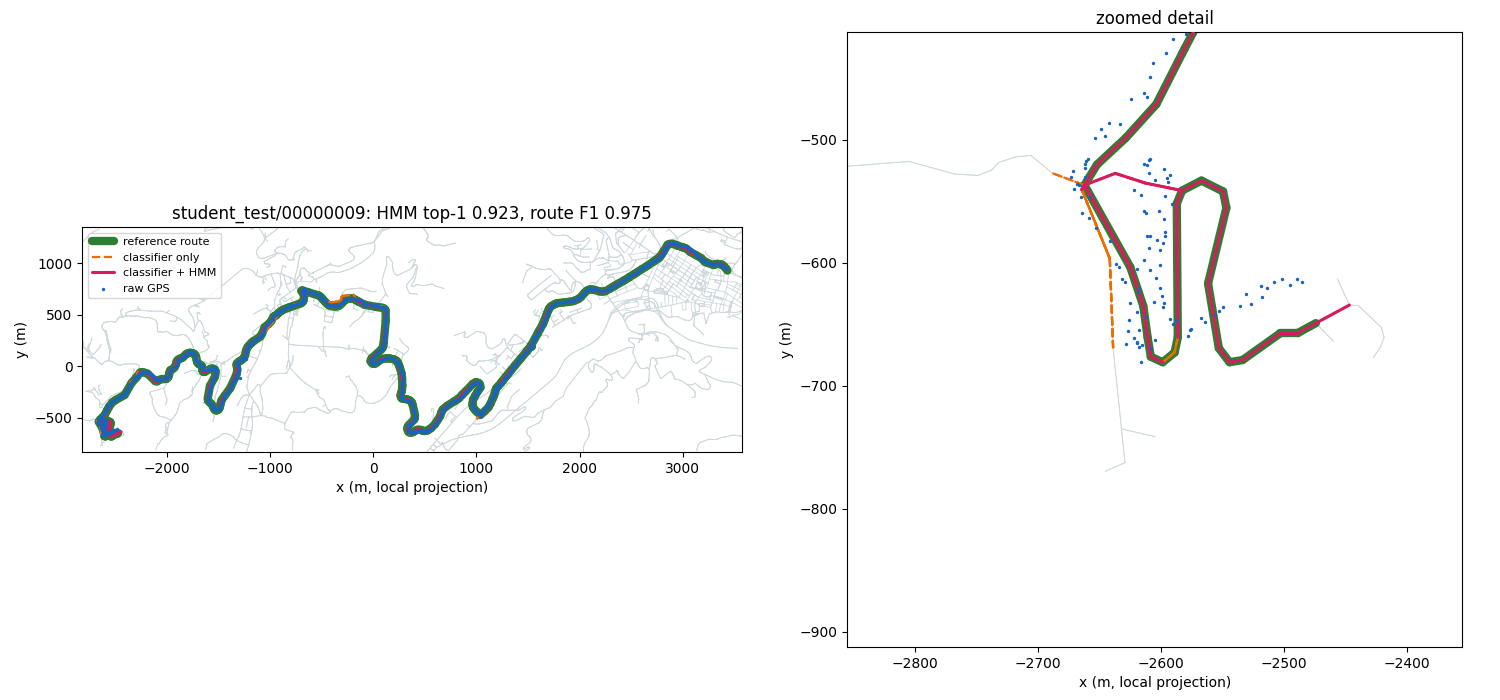 student_test/00000009: HMM top-1 0.923, route F1 0.975
reference route
classifier only
classifier + HMM
raw GPS
1000
500
0
−500
y (m)
−2000
−1000
0
1000
2000
3000
x (m, local projection)
zoomed detail
−500
−600
−700
−800
−900
y (m)
−2800
−2700
−2600
−2500
−2400
x (m, local projection)